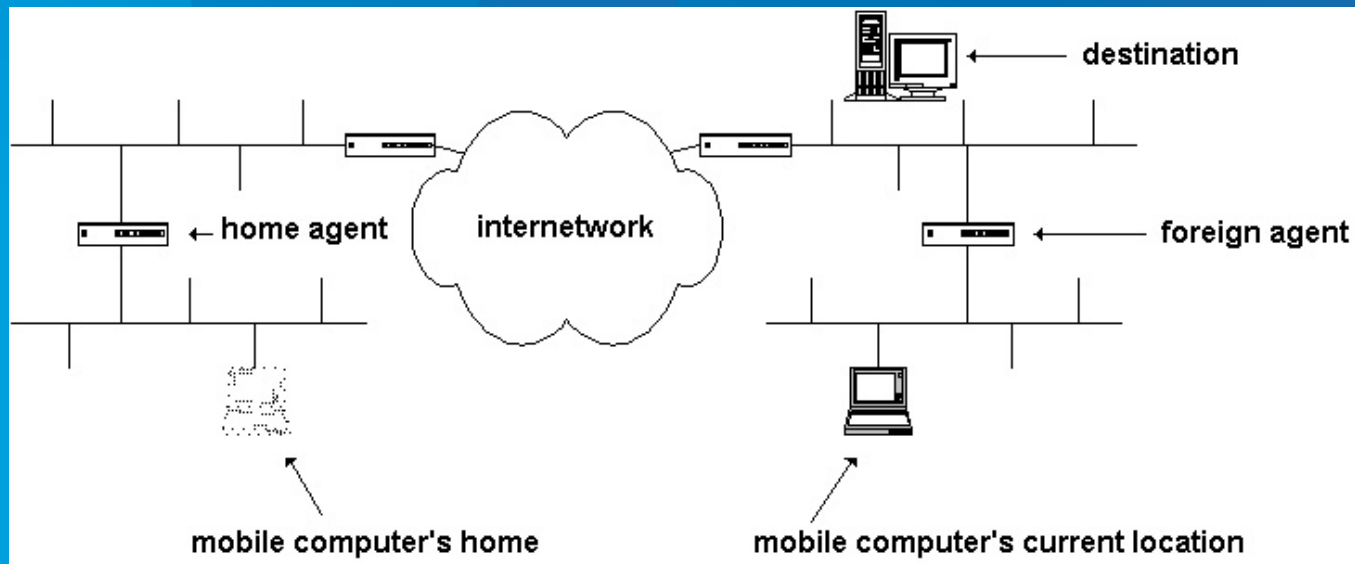 destination
home agent
internetwork
foreign agent
mobile computer's home
mobile computer's current location